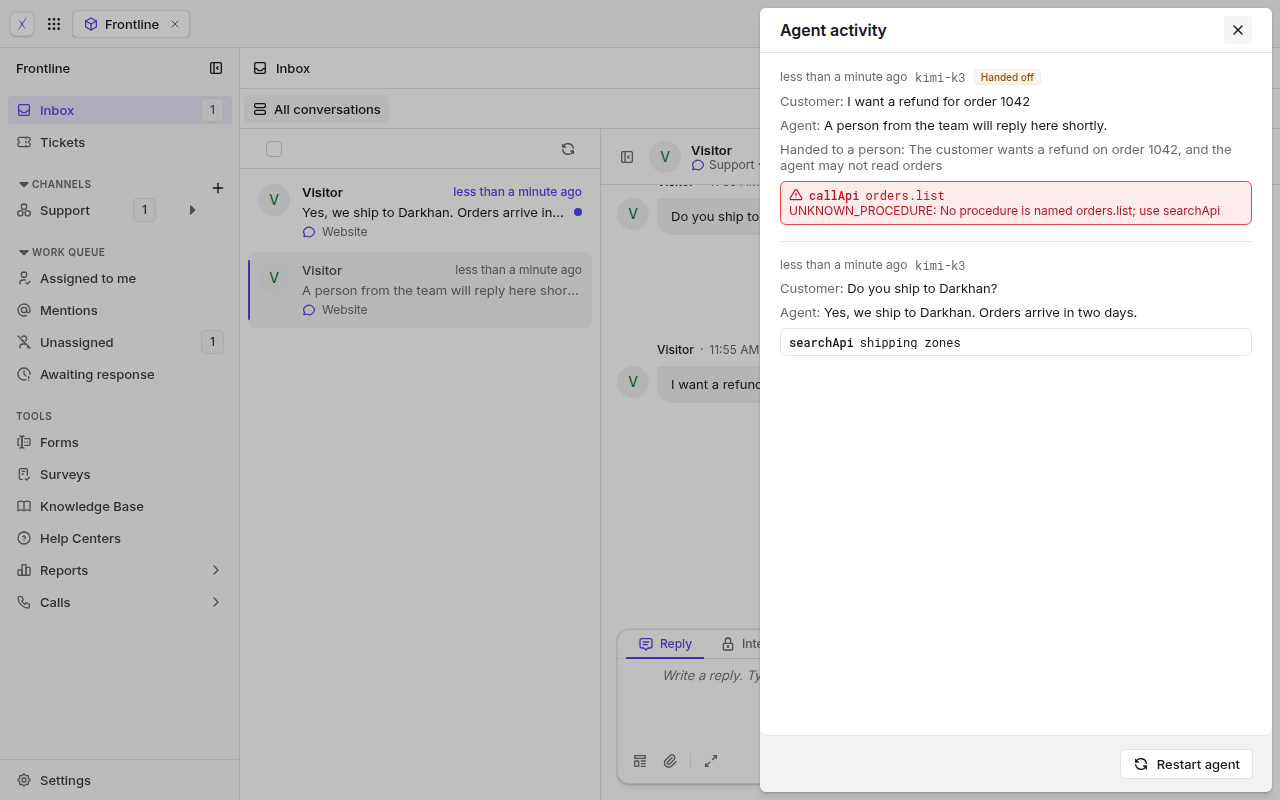 Frontline
Frontline
Inbox
1
Tickets
CHANNELS
Support
1
WORK QUEUE
Assigned to me
Mentions
Unassigned
1
Awaiting response
TOOLS
Forms
Surveys
Knowledge Base
Help Centers
Reports
Calls
Settings
Inbox
All conversations
V
Visitor
less than a minute ago
Yes, we ship to Darkhan. Orders arrive in...
Website
V
Visitor
less than a minute ago
A person from the team will reply here shor...
Website
V
Visitor
Support
V
Do you ship to
Visitor · 11:55 AM
V
I want a refund
Reply
Inte
Write a reply. Ty
Agent activity
less than a minute ago kimi-k3 Handed off
Customer: I want a refund for order 1042
Agent: A person from the team will reply here shortly.
Handed to a person: The customer wants a refund on order 1042, and the
agent may not read orders
callApi orders.list
UNKNOWN_PROCEDURE: No procedure is named orders.list; use searchApi
less than a minute ago kimi-k3
Customer: Do you ship to Darkhan?
Agent: Yes, we ship to Darkhan. Orders arrive in two days.
searchApi shipping zones
Restart agent